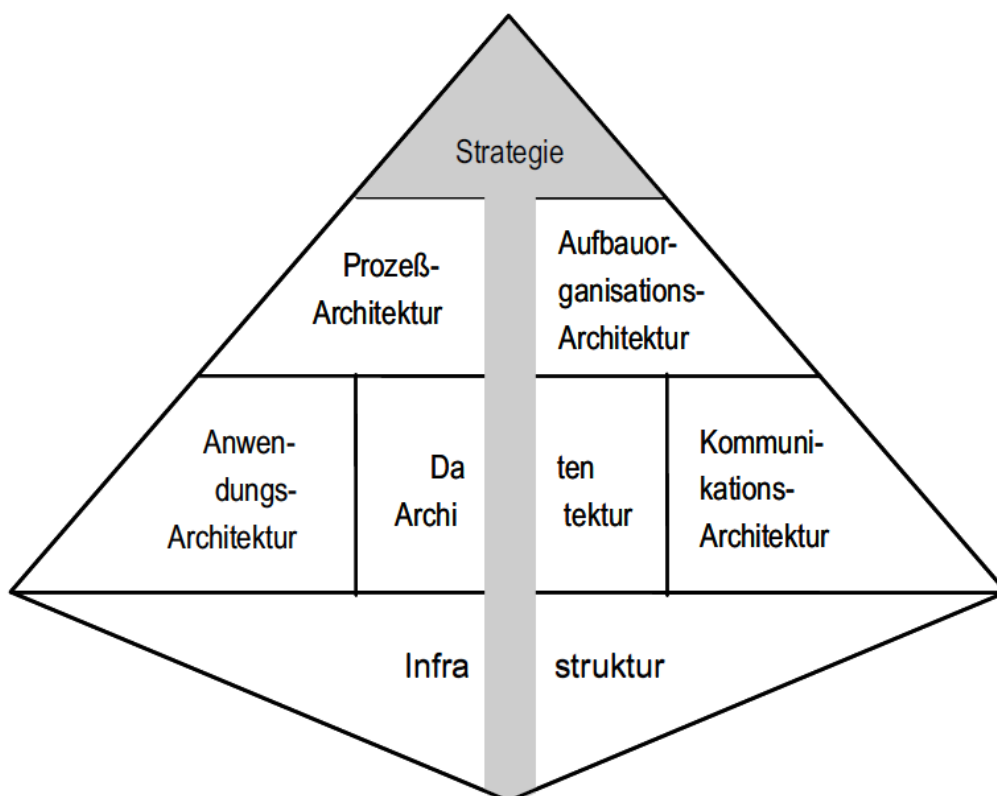 Strategie
Prozeß-
Architektur
Aufbauor-
ganisations-
Architektur
Anwen-
dungs-
Architektur
Da ten
Archi tektur
Kommuni-
kations-
Architektur
Infra struktur